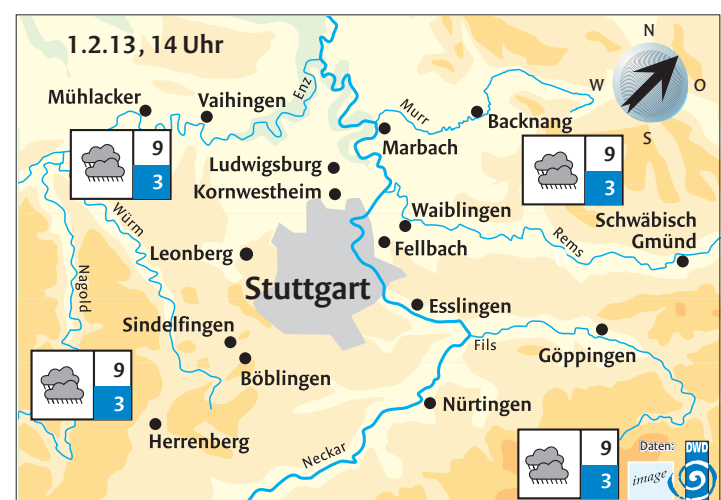 1.2.13, 14 Uhr
N
W
O
S
Enz
Mühlacker
Vaihingen
Murr
Backnang
Marbach
9
3
9
3
Ludwigsburg
Kornwestheim
Würm
Waiblingen
Schwäbisch
Gmünd
Rems
Fellbach
Leonberg
Nagold
Stuttgart
Esslingen
Sindelfingen
Fils
Göppingen
Böblingen
9
3
Nürtingen
Herrenberg
Neckar
9
3
Daten:
DWD
image